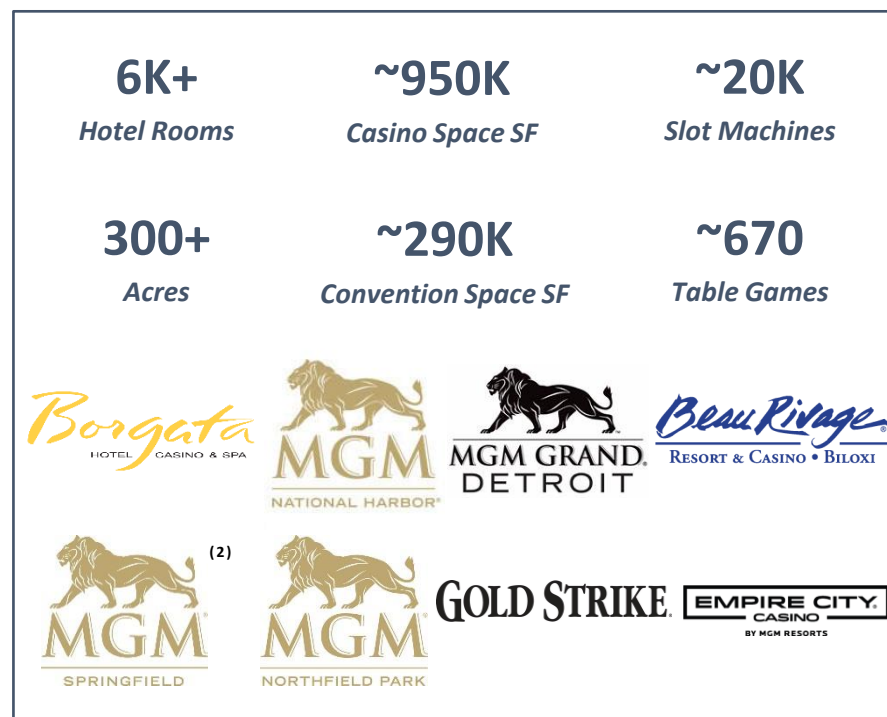 6K+ ~950K ~20K
Hotel Rooms Casino Space SF Slot Machines
300+ ~290K ~670
Acres Convention Space SF Table Games
Borgata
HOTEL CASINO & SPA
MGM
NATIONAL HARBOR®
MGM GRAND®
DETROIT
Beau Rivage®
RESORT & CASINO • BILOXI
MGM® (2)
SPRINGFIELD
MGM®
NORTHFIELD PARK
GOLD STRIKE®
EMPIRE CITY®
CASINO
BY MGM RESORTS